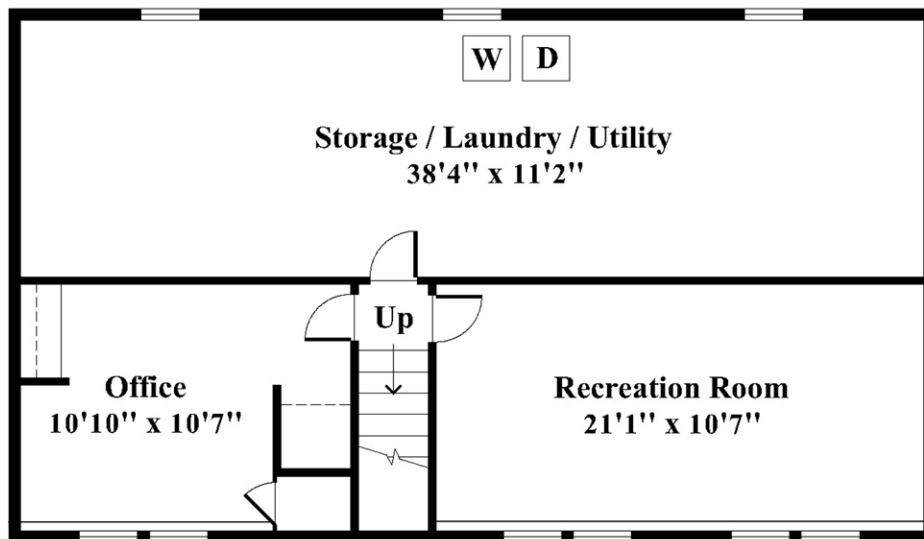 W D
Storage / Laundry / Utility
38'4'' x 11'2''
Up
Office
10'10'' x 10'7''
Recreation Room
21'1'' x 10'7''